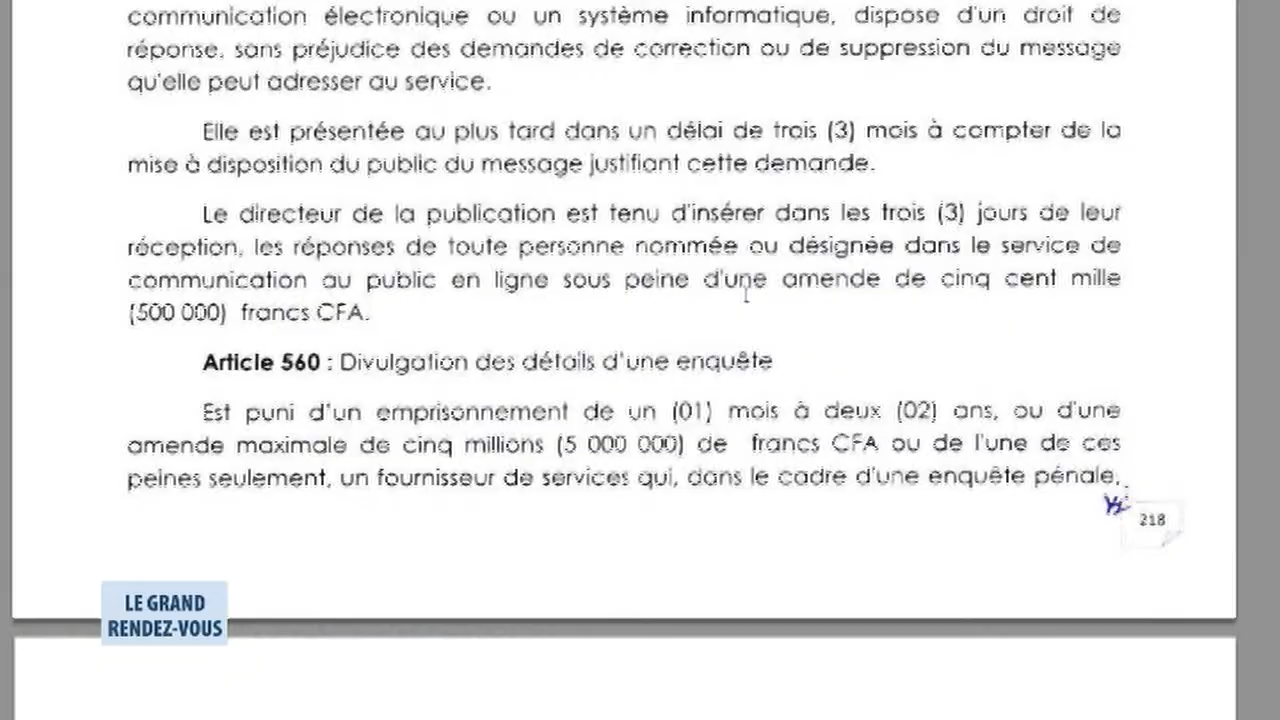 communication électronique ou un système informatique, dispose d'un droit de
réponse, sans préjudice des demandes de correction ou de suppression du message
qu'elle peut adresser au service.
Elle est présentée au plus tard dans un délai de trois (3) mois à compter de la
mise à disposition du public du message justifiant cette demande.
Le directeur de la publication est tenu d'insérer dans les trois (3) jours de leur
réception, les réponses de toute personne nommée ou désignée dans le service de
communication au public en ligne sous peine d'une amende de cinq cent mille
(500 000) francs CFA.
Article 560 : Divulgation des détails d'une enquête
Est puni d'un emprisonnement de un (01) mois à deux (02) ans, ou d'une
amende maximale de cinq millions (5 000 000) de francs CFA ou de l'une de ces
peines seulement, un fournisseur de services qui, dans le cadre d'une enquête pénale,
218
LE GRAND
RENDEZ-VOUS